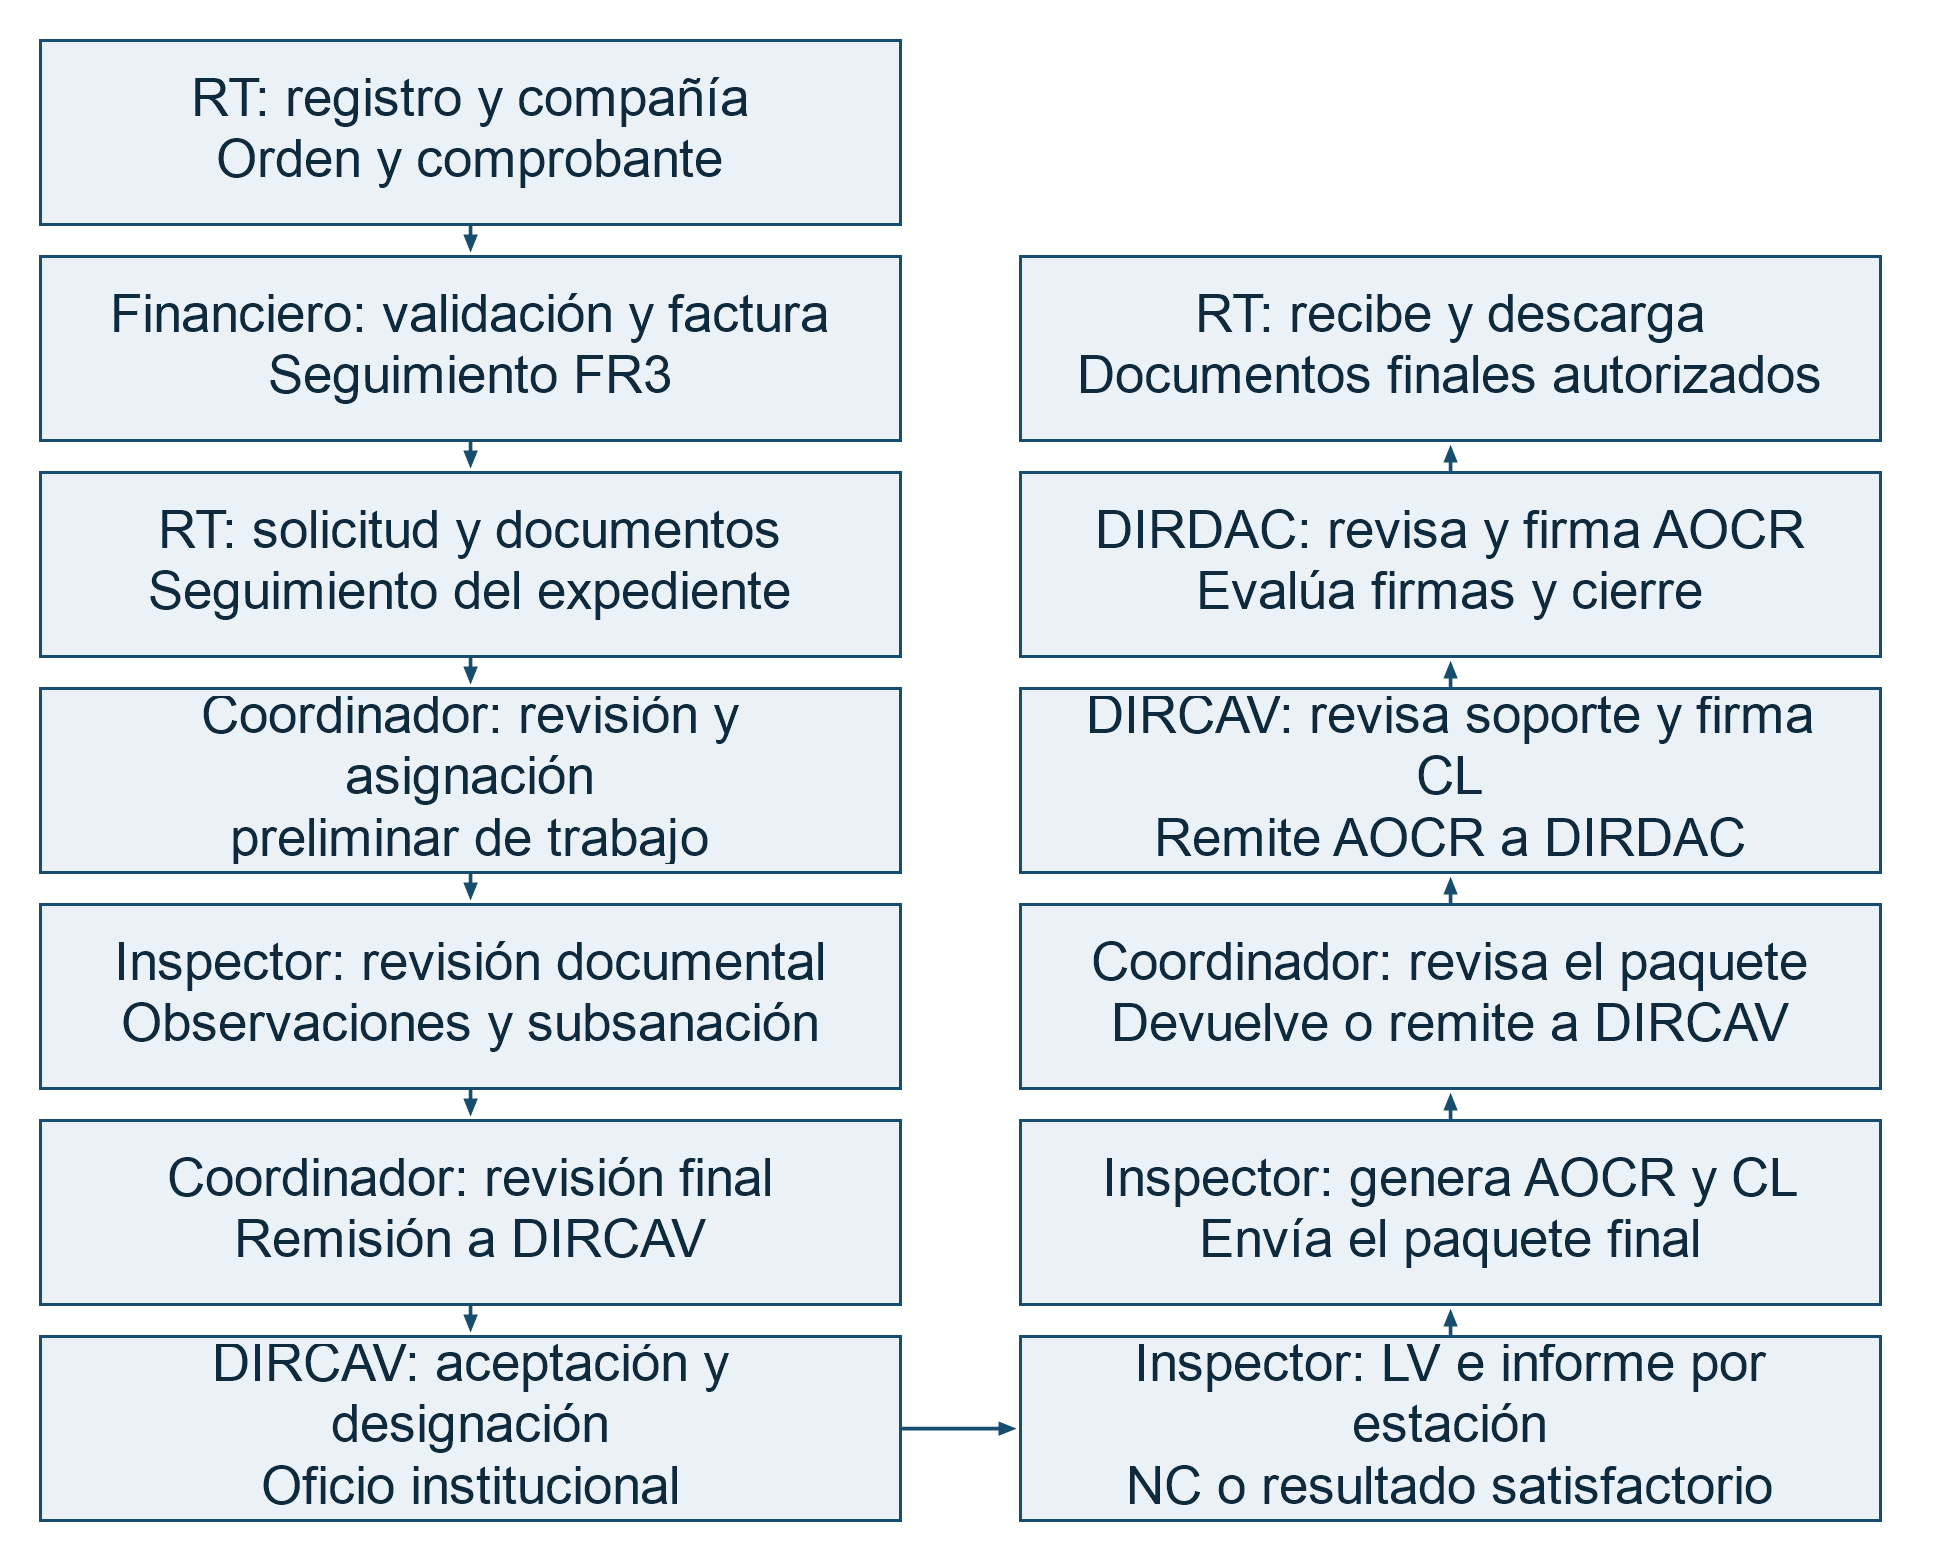 RT: registro y compañía
Orden y comprobante
Financiero: validación y factura
Seguimiento FR3
RT: solicitud y documentos
Seguimiento del expediente
Coordinador: revisión y
asignación
preliminar de trabajo
Inspector: revisión documental
Observaciones y subsanación
Coordinador: revisión final
Remisión a DIRCAV
DIRCAV: aceptación y
designación
Oficio institucional
Inspector: LV e informe por
estación
NC o resultado satisfactorio
Inspector: genera AOCR y CL
Envía el paquete final
Coordinador: revisa el paquete
Devuelve o remite a DIRCAV
DIRCAV: revisa soporte y firma
CL
Remite AOCR a DIRDAC
DIRDAC: revisa y firma AOCR
Evalúa firmas y cierre
RT: recibe y descarga
Documentos finales autorizados